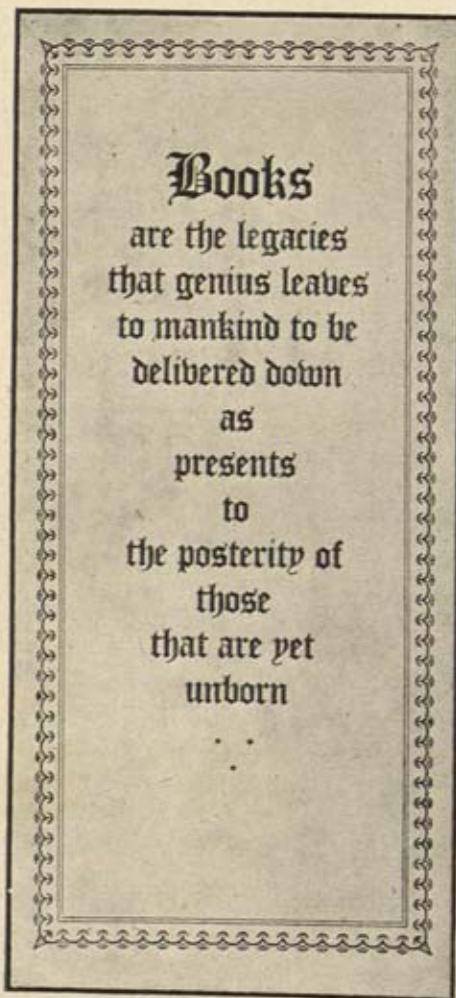 Books
are the legacies
that genius leaves
to mankind to be
delivered down
as
presents
to
the posterity of
those
that are yet
unborn